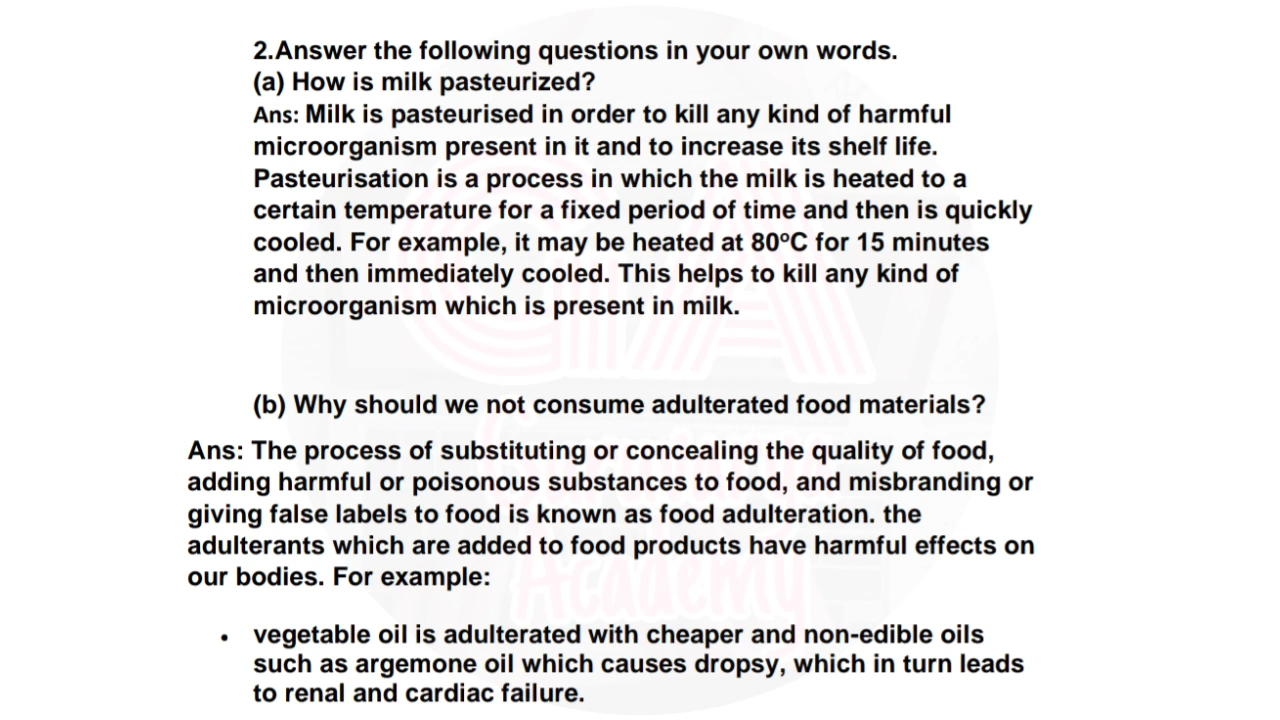 2.Answer the following questions in your own words.
(a) How is milk pasteurized?
Ans: Milk is pasteurised in order to kill any kind of harmful
microorganism present in it and to increase its shelf life.
Pasteurisation is a process in which the milk is heated to a
certain temperature for a fixed period of time and then is quickly
cooled. For example, it may be heated at 80ºC for 15 minutes
and then immediately cooled. This helps to kill any kind of
microorganism which is present in milk.
(b) Why should we not consume adulterated food materials?
Ans: The process of substituting or concealing the quality of food,
adding harmful or poisonous substances to food, and misbranding or
giving false labels to food is known as food adulteration. the
adulterants which are added to food products have harmful effects on
our bodies. For example:
• vegetable oil is adulterated with cheaper and non-edible oils
such as argemone oil which causes dropsy, which in turn leads
to renal and cardiac failure.
Academy